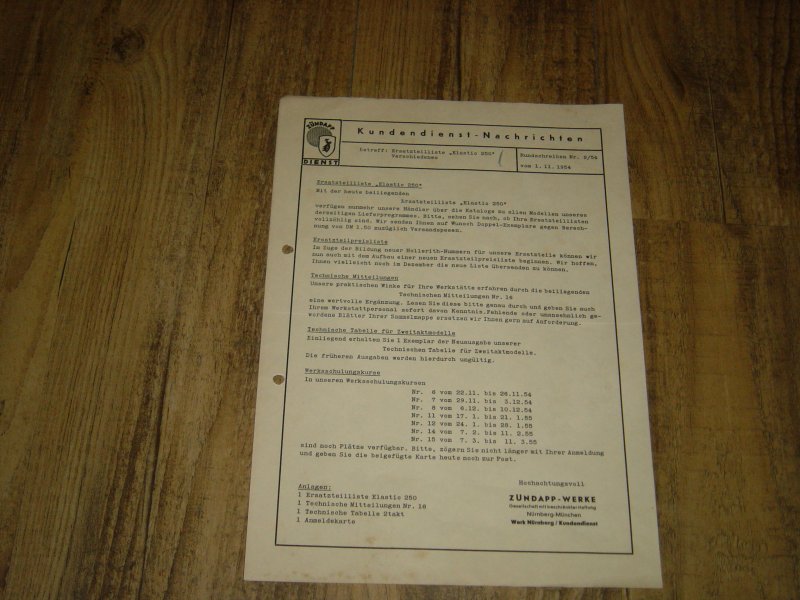 ZÜNDAPP
DIENST
Kundendienst-Nachrichten
Betreff: Ersatzteilliste „Elastic 250"
Verschiedenes
Rundschreiben Nr. 9/54
vom 1.11.1954
Ersatzteilliste „Elastic 250"
Mit der heute beiliegenden
Ersatzteilliste „Elastic 250"
verfügen nunmehr unsere Händler über die Kataloge zu allen Modellen unseres
derzeitigen Lieferprogrammes. Bitte, sehen Sie nach, ob Ihre Ersatzteillisten
vollzählig sind. Wir senden Ihnen auf Wunsch Doppel-Exemplare gegen Berech-
nung von DM 1.50 zuzüglich Versandspesen.
Ersatzteilpreisliste
Im Zuge der Bildung neuer Hollerith-Nummern für unsere Ersatzteile können wir
nun auch mit dem Aufbau einer neuen Ersatzteilpreisliste beginnen. Wir hoffen,
Ihnen vielleicht noch im Dezember die neue Liste übersenden zu können.
Technische Mitteilungen
Unsere praktischen Winke für Ihre Werkstätte erfahren durch die beiliegenden
Technischen Mitteilungen Nr. 16
eine wertvolle Ergänzung. Lesen Sie diese bitte genau durch und geben Sie auch
Ihrem Werkstattpersonal sofort davon Kenntnis. Fehlende oder unansehnlich ge-
wordene Blätter Ihrer Sammelmappe ersetzen wir Ihnen gern auf Anforderung.
Technische Tabelle für Zweitaktmodelle
Einliegend erhalten Sie 1 Exemplar der Neuausgabe unserer
Technischen Tabelle für Zweitaktmodelle.
Die früheren Ausgaben werden hierdurch ungültig.
Werksschulungskurse
In unseren Werksschulungskursen
Nr. 6 vom 22.11. bis 26.11.54
Nr. 7 vom 29.11. bis 3.12.54
Nr. 8 vom 6.12. bis 10.12.54
Nr. 11 vom 17. 1. bis 21. 1.55
Nr. 12 vom 24. 1. bis 28. 1.55
Nr. 14 vom 7. 2. bis 11. 2.55
Nr. 15 vom 7. 3. bis 11. 3.55
sind noch Plätze verfügbar. Bitte, zögern Sie nicht länger mit Ihrer Anmeldung
und geben Sie die beigefügte Karte heute noch zur Post.
Hochachtungsvoll
ZÜNDAPP-WERKE
Gesellschaft mit beschränkter Haftung
Nürnberg-München
Werk Nürnberg / Kundendienst
Anlagen:
1 Ersatzteilliste Elastic 250
1 Technische Mitteilungen Nr. 16
1 Technische Tabelle 2takt
1 Anmeldekarte